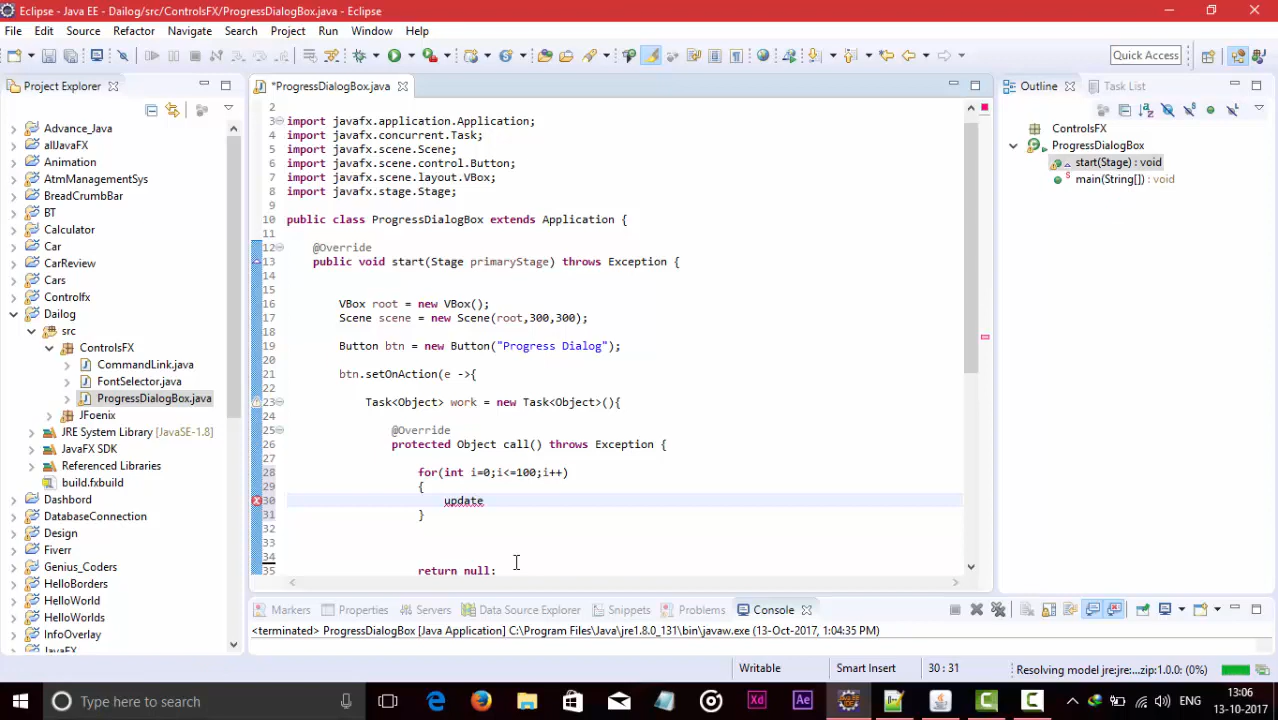 Eclipse - Java EE - Dailog/src/ControlsFX/ProgressDialogBox.java - Eclipse
File Edit Source Refactor Navigate Search Project Run Window Help
Quick Access
Project Explorer
*ProgressDialogBox.java
Outline
Task List
Advance_Java
allJavaFX
Animation
AtmManagementSys
BreadCrumbBar
BT
Calculator
Car
CarReview
Cars
Controlfx
Dailog
src
ControlsFX
CommandLink.java
FontSelector.java
ProgressDialogBox.java
JFoenix
JRE System Library [JavaSE-1.8]
JavaFX SDK
Referenced Libraries
build.fxbuild
Dashbord
DatabaseConnection
Design
Fiverr
Genius_Coders
HelloBorders
HelloWorld
HelloWorlds
InfoOverlay
JavaFX
2
3 import javafx.application.Application;
4 import javafx.concurrent.Task;
5 import javafx.scene.Scene;
6 import javafx.scene.control.Button;
7 import javafx.scene.layout.VBox;
8 import javafx.stage.Stage;
9
10 public class ProgressDialogBox extends Application {
11
12 @Override
13 public void start(Stage primaryStage) throws Exception {
14
15
16 VBox root = new VBox();
17 Scene scene = new Scene(root,300,300);
18
19 Button btn = new Button("Progress Dialog");
20
21 btn.setOnAction(e ->{
22
23 Task<Object> work = new Task<Object>(){
24
25 @Override
26 protected Object call() throws Exception {
27
28 for(int i=0;i<=100;i++)
29 {
30 update
31 }
32
33
34
35 return null;
ControlsFX
ProgressDialogBox
start(Stage) : void
main(String[]) : void
Markers Properties Servers Data Source Explorer Snippets Problems Console
<terminated> ProgressDialogBox [Java Application] C:\Program Files\Java\jre1.8.0_131\bin\javaw.exe (13-Oct-2017, 1:04:35 PM)
Writable
Smart Insert
30 : 31
Resolving model jre:jre:...zip:1.0.0: (0%)
Type here to search
Xd
Ae
ENG
13:06
13-10-2017